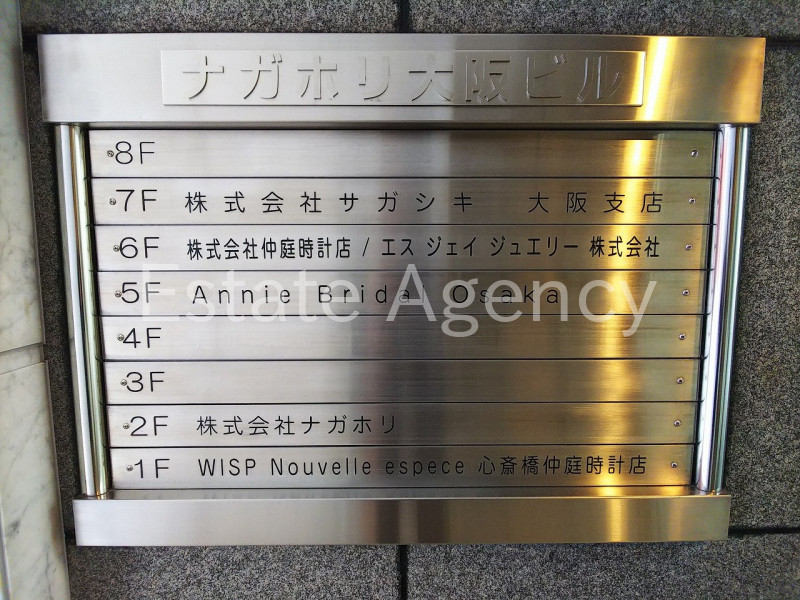 ナガホリ大阪ビル
8F
7F 株式会社サガシキ 大阪支店
6F 株式会社仲庭時計店 / エス ジェイ ジュエリー 株式会社
5F Annie Bridal Osaka
Estate Agency
4F
3F
2F 株式会社ナガホリ
1F WISP Nouvelle espece 心斎橋仲庭時計店